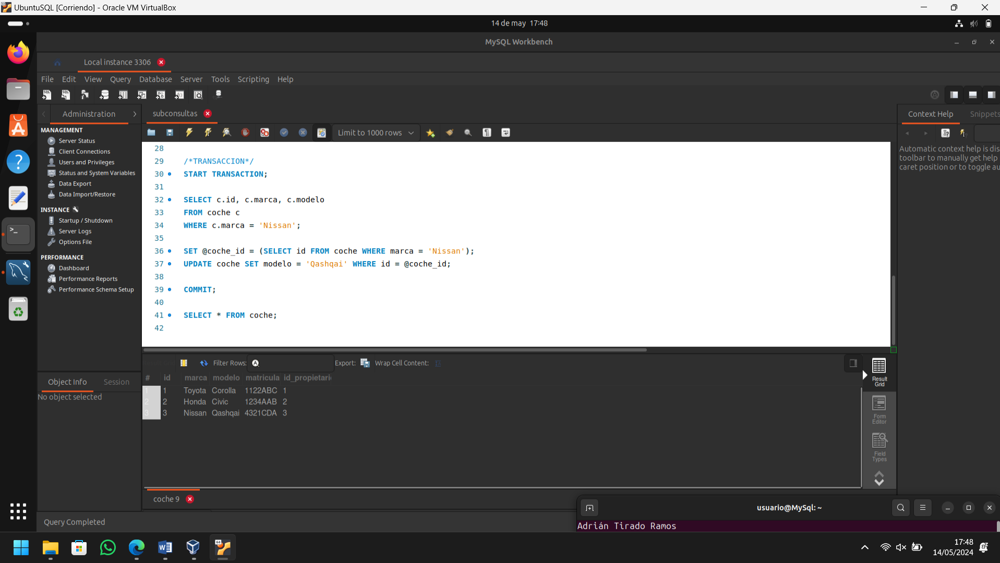 UbuntuSQL [Corriendo] - Oracle VM VirtualBox
14 de may 17:48
MySQL Workbench
Local instance 3306
File Edit View Query Database Server Tools Scripting Help
Administration
subconsultas
Context Help Snippets
MANAGEMENT
Server Status
Client Connections
Users and Privileges
Status and System Variables
Data Export
Data Import/Restore
INSTANCE
Startup / Shutdown
Server Logs
Options File
PERFORMANCE
Dashboard
Performance Reports
Performance Schema Setup
Object Info Session
No object selected
Limit to 1000 rows
28
29 /*TRANSACCION*/
30 START TRANSACTION;
31
32 SELECT c.id, c.marca, c.modelo
33 FROM coche c
34 WHERE c.marca = 'Nissan';
35
36 SET @coche_id = (SELECT id FROM coche WHERE marca = 'Nissan');
37 UPDATE coche SET modelo = 'Qashqai' WHERE id = @coche_id;
38
39 COMMIT;
40
41 SELECT * FROM coche;
42
Automatic context help is dis
toolbar to manually get help
caret position or to toggle au
Filter Rows: Export: Wrap Cell Content:
# id marca modelo matricula id_propietari
1 1 Toyota Corolla 1122ABC 1
2 2 Honda Civic 1234AAB 2
3 3 Nissan Qashqai 4321CDA 3
Result
Grid
Form
Editor
Field
Types
coche 9
Query Completed
usuario@MySql: ~
Adrián Tirado Ramos
64
17:48
14/05/2024